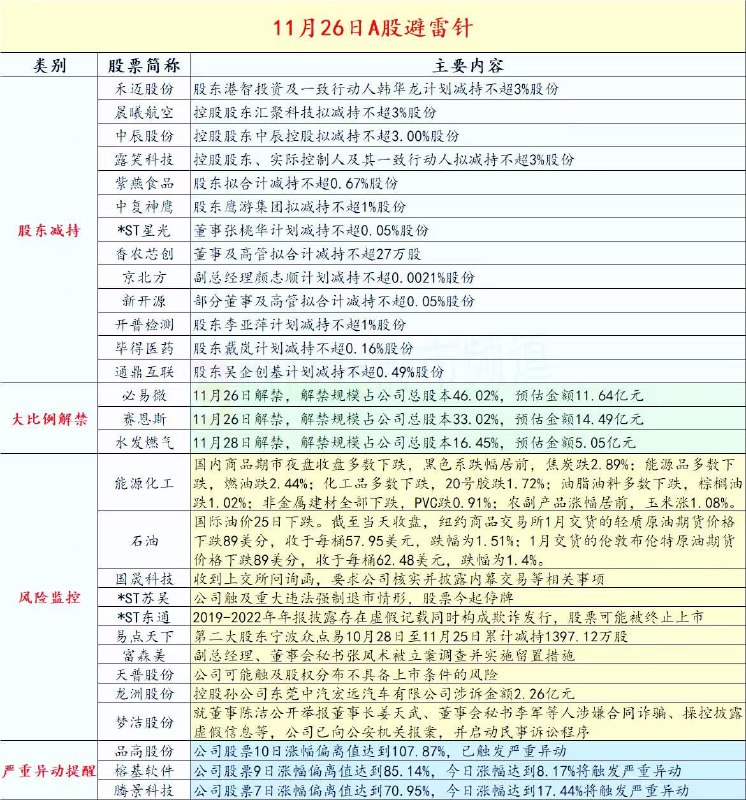 11月26日A股避雷针
类别 股票简称 主要内容
股东减持
禾迈股份 股东港智投资及一致行动人韩华龙计划减持不超3%股份
晨曦航空 控股股东汇聚科技拟减持不超3%股份
中辰股份 控股股东中辰控股拟减持不超3.00%股份
露笑科技 控股股东、实际控制人及其一致行动人拟减持不超3%股份
紫燕食品 股东拟合计减持不超0.67%股份
中复神鹰 股东鹰游集团拟减持不超1%股份
*ST星光 董事张桃华计划减持不超0.05%股份
香农芯创 董事及高管拟合计减持不超27万股
京北方 副总经理颜志顺计划减持不超0.0021%股份
新开源 部分董事及高管拟合计减持不超0.05%股份
开普检测 股东李亚萍计划减持不超1%股份
毕得医药 股东戴岚计划减持不超0.16%股份
通鼎互联 股东吴企创基计划减持不超0.49%股份
大比例解禁
必易微 11月26日解禁，解禁规模占公司总股本46.02%，预估金额11.64亿元
赛恩斯 11月26日解禁，解禁规模占公司总股本33.02%，预估金额14.49亿元
水发燃气 11月28日解禁，解禁规模占公司总股本16.45%，预估金额5.05亿元
风险监控
能源化工 国内商品期市夜盘收盘多数下跌，黑色系跌幅居前，焦炭跌2.89%；能源品多数下
跌，燃油跌2.44%；化工品多数下跌，20号胶跌1.72%；油脂油料多数下跌，棕榈油
跌1.02%；非金属建材全部下跌，PVC跌0.91%；农副产品涨幅居前，玉米涨1.08%。
石油 国际油价25日下跌。截至当天收盘，纽约商品交易所1月交货的轻质原油期货价格
下跌89美分，收于每桶57.95美元，跌幅为1.51%；1月交货的伦敦布伦特原油期货
价格下跌89美分，收于每桶62.48美元，跌幅为1.4%。
国晟科技 收到上交所问询函，要求公司核实并披露内幕交易等相关事项
*ST苏吴 公司触及重大违法强制退市情形，股票今起停牌
*ST东通 2019-2022年年报披露存在虚假记载同时构成欺诈发行，股票可能被终止上市
易点天下 第二大股东宁波众点易10月28日至11月25日累计减持1397.12万股
富森美 副总经理、董事会秘书张凤术被立案调查并实施留置措施
天普股份 公司可能触及股权分布不具备上市条件的风险
龙洲股份 控股孙公司东莞中汽宏远汽车有限公司涉诉金额2.26亿元
梦洁股份 就董事陈洁公开举报董事长姜天武、董事会秘书李军等人涉嫌合同诈骗、操控披露
虚假信息等，公司已向公安机关报案，并启动民事诉讼程序
严重异动提醒
品高股份 公司股票10日涨幅偏离值达到107.87%，已触发严重异动
榕基软件 公司股票9日涨幅偏离值达到85.14%，今日涨幅达到8.17%将触发严重异动
腾景科技 公司股票7日涨幅偏离值达到70.95%，今日涨幅达到17.44%将触发严重异动